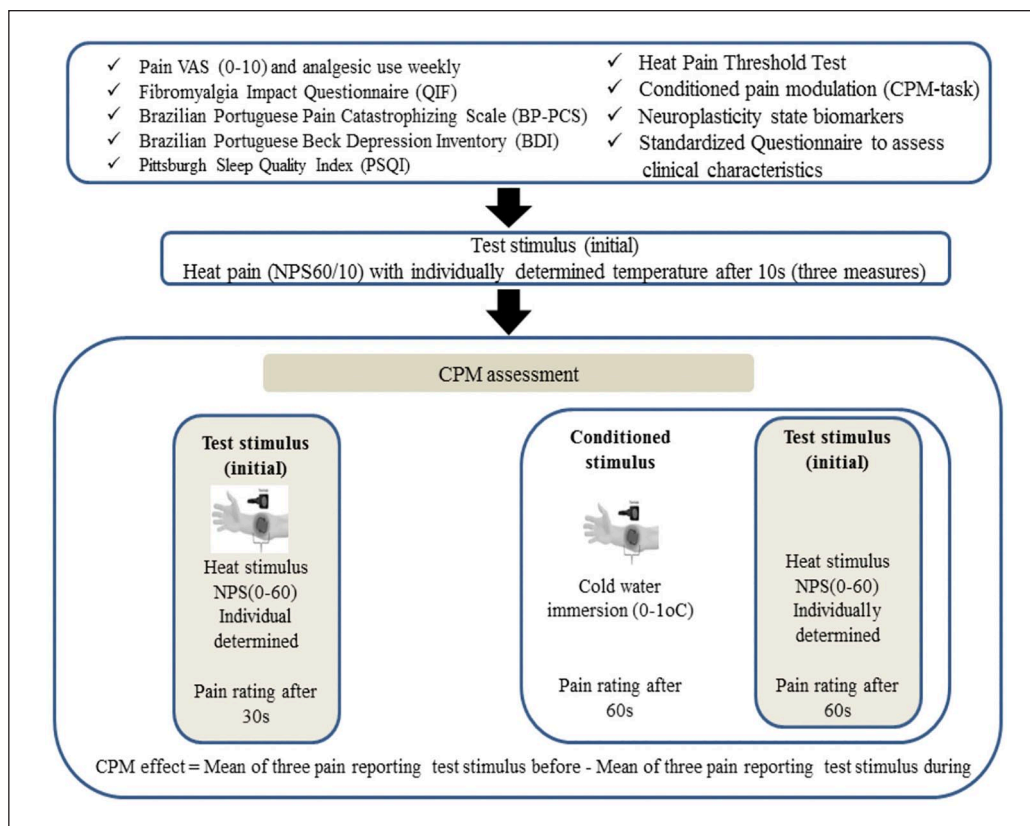 ✓ Pain VAS (0-10) and analgesic use weekly
✓ Fibromyalgia Impact Questionnaire (QIF)
✓ Brazilian Portuguese Pain Catastrophizing Scale (BP-PCS)
✓ Brazilian Portuguese Beck Depression Inventory (BDI)
✓ Pittsburgh Sleep Quality Index (PSQI)
✓ Heat Pain Threshold Test
✓ Conditioned pain modulation (CPM-task)
✓ Neuroplasticity state biomarkers
✓ Standardized Questionnaire to assess
clinical characteristics
Test stimulus (initial)
Heat pain (NPS60/10) with individually determined temperature after 10s (three measures)
CPM assessment
Test stimulus
(initial)
Heat stimulus
NPS(0-60)
Individual
determined
Pain rating after
30s
Conditioned
stimulus
Cold water
immersion (0-1oC)
Pain rating after
60s
Test stimulus
(initial)
Heat stimulus
NPS(0-60)
Individually
determined
Pain rating after
60s
CPM effect = Mean of three pain reporting test stimulus before - Mean of three pain reporting test stimulus during